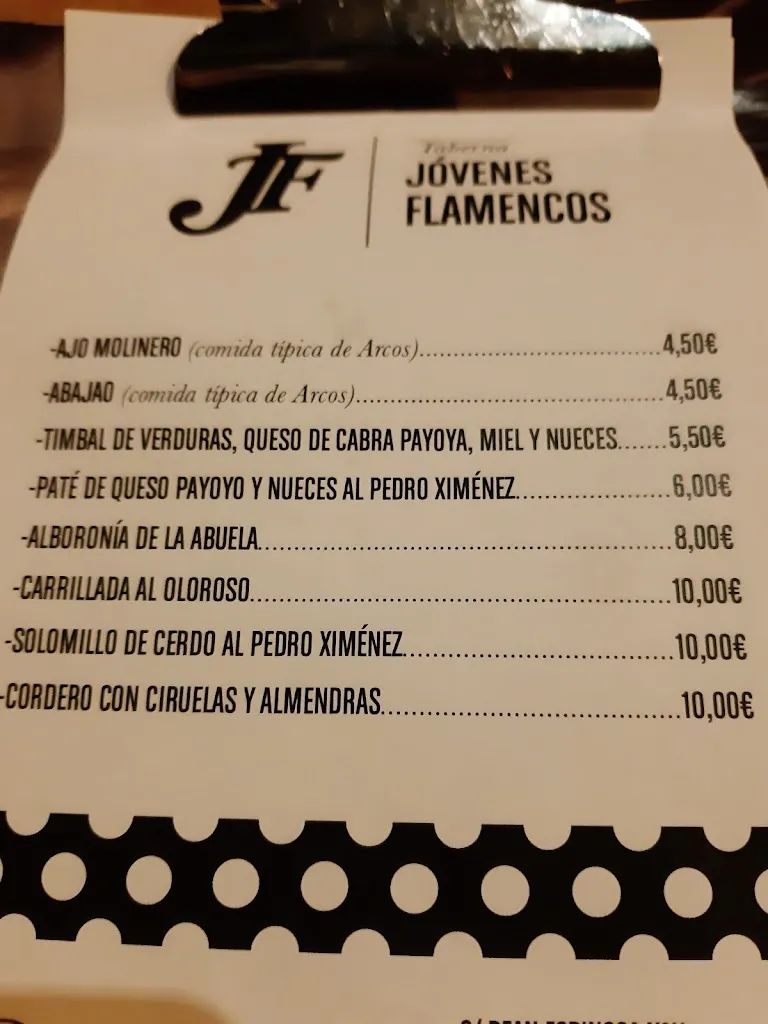 JF
Taberna
JÓVENES
FLAMENCOS
-AJO MOLINERO (comida típica de Arcos)......................4,50€
-ABAJAO (comida típica de Arcos)............................4,50€
-TIMBAL DE VERDURAS, QUESO DE CABRA PAYOYA, MIEL Y NUECES.......5,50€
-PATÉ DE QUESO PAYOYO Y NUECES AL PEDRO XIMÉNEZ......................6,00€
-ALBORONÍA DE LA ABUELA..........................................8,00€
-CARRILLADA AL OLOROSO..........................................10,00€
-SOLOMILLO DE CERDO AL PEDRO XIMÉNEZ...........................10,00€
-CORDERO CON CIRUELAS Y ALMENDRAS..............................10,00€